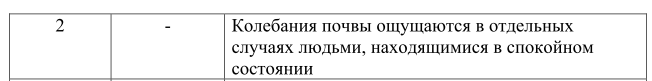 2 - Колебания почвы ощущаются в отдельных
случаях людьми, находящимися в спокойном
состоянии